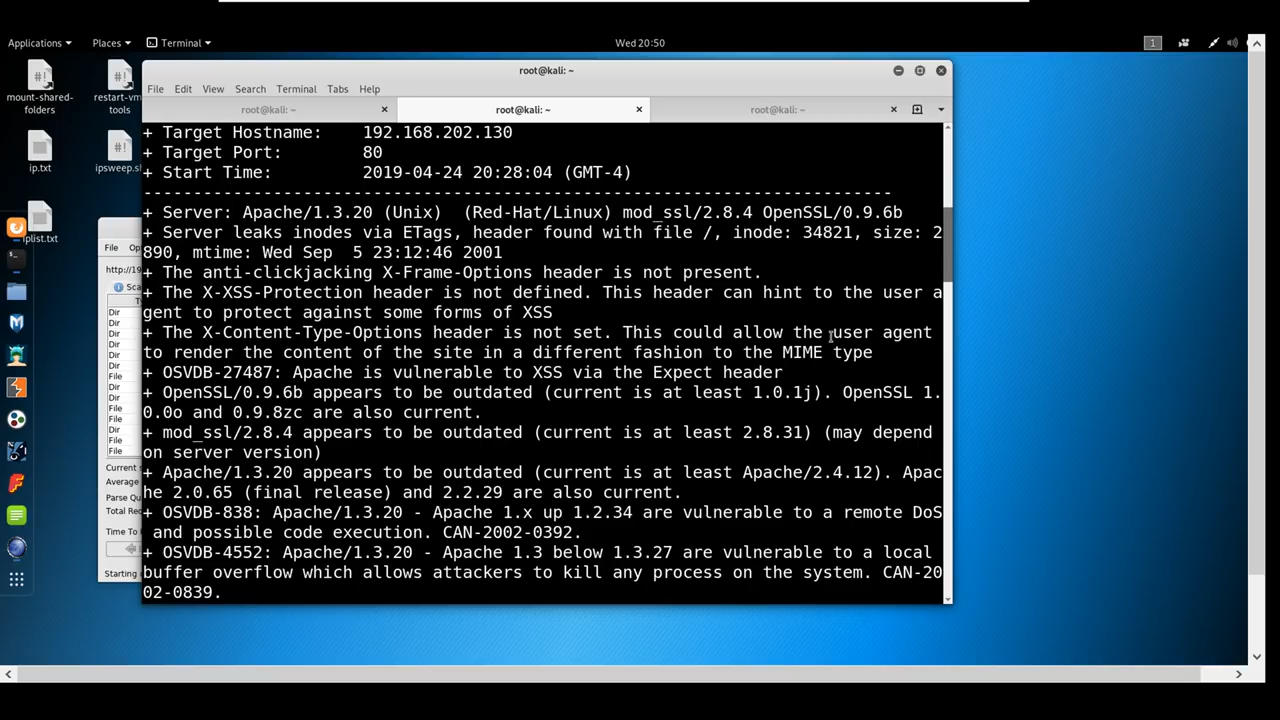 Applications
Places
Terminal
Wed 20:50
1
mount-shared-folders
restart-vm-tools
ip.txt
ipsweep.sh
iplist.txt
root@kali: ~
File Edit View Search Terminal Tabs Help
root@kali: ~
root@kali: ~
root@kali: ~
+ Target Hostname: 192.168.202.130
+ Target Port: 80
+ Start Time: 2019-04-24 20:28:04 (GMT-4)
---------------------------------------------------------------------------
+ Server: Apache/1.3.20 (Unix)  (Red-Hat/Linux) mod_ssl/2.8.4 OpenSSL/0.9.6b
+ Server leaks inodes via ETags, header found with file /, inode: 34821, size: 2
890, mtime: Wed Sep  5 23:12:46 2001
+ The anti-clickjacking X-Frame-Options header is not present.
+ The X-XSS-Protection header is not defined. This header can hint to the user a
gent to protect against some forms of XSS
+ The X-Content-Type-Options header is not set. This could allow the user agent
to render the content of the site in a different fashion to the MIME type
+ OSVDB-27487: Apache is vulnerable to XSS via the Expect header
+ OpenSSL/0.9.6b appears to be outdated (current is at least 1.0.1j). OpenSSL 1.
0.0o and 0.9.8zc are also current.
+ mod_ssl/2.8.4 appears to be outdated (current is at least 2.8.31) (may depend
on server version)
+ Apache/1.3.20 appears to be outdated (current is at least Apache/2.4.12). Apac
he 2.0.65 (final release) and 2.2.29 are also current.
+ OSVDB-838: Apache/1.3.20 - Apache 1.x up 1.2.34 are vulnerable to a remote DoS
 and possible code execution. CAN-2002-0392.
+ OSVDB-4552: Apache/1.3.20 - Apache 1.3 below 1.3.27 are vulnerable to a local
buffer overflow which allows attackers to kill any process on the system. CAN-20
02-0839.
File
http://19
Dir
Dir
Dir
Dir
Dir
Dir
Dir
Dir
Dir
File
File
Dir
File
File
Average
Parse Qu
Time To
Starting